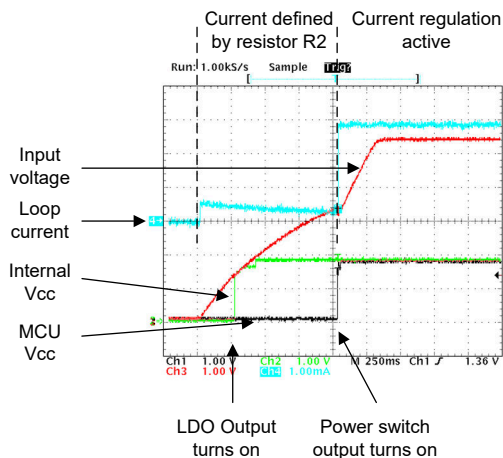 Current defined
by resistor R2
Current regulation
active
Run: 1.00kS/s Sample Trig?
Input
voltage
Loop
current
Internal
Vcc
MCU
Vcc
Ch1 1.00 V Ch2 1.00 V M 250ms Ch1 ʃ 1.36 V
Ch3 1.00 V Ch4 1.00mA
LDO Output
turns on
Power switch
output turns on